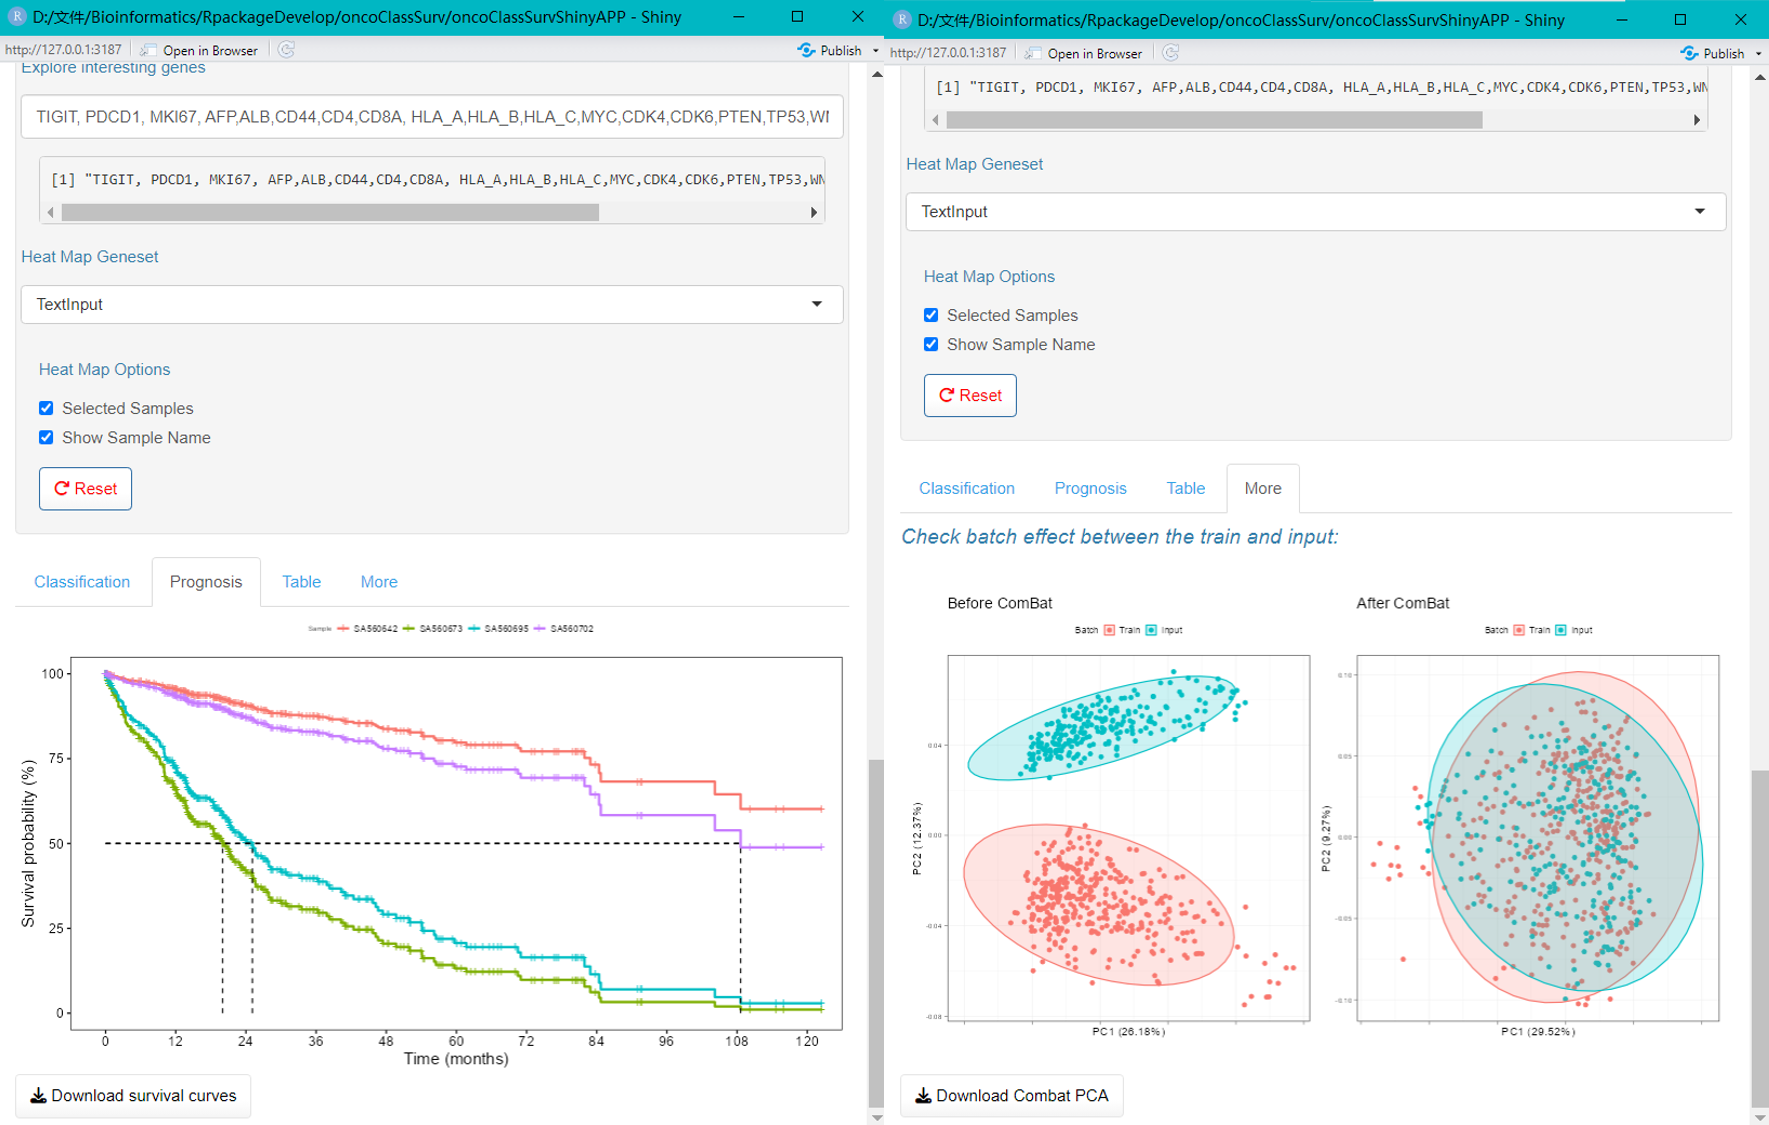 D:/文件/Bioinformatics/RpackageDevelop/oncoClassSurv/oncoClassSurvShinyAPP - Shiny
http://127.0.0.1:3187
Open in Browser
Publish
Explore interesting genes
TIGIT, PDCD1, MKI67, AFP,ALB,CD44,CD4,CD8A, HLA_A,HLA_B,HLA_C,MYC,CDK4,CDK6,PTEN,TP53,WN
[1] "TIGIT, PDCD1, MKI67, AFP,ALB,CD44,CD4,CD8A, HLA_A,HLA_B,HLA_C,MYC,CDK4,CDK6,PTEN,TP53,WN
Heat Map Geneset
TextInput
Heat Map Options
Selected Samples
Show Sample Name
Reset
Classification Prognosis Table More
Sample SA560642 SA560673 SA560695 SA560702
Survival probability (%)
100
75
50
25
0
0 12 24 36 48 60 72 84 96 108 120
Time (months)
Download survival curves
D:/文件/Bioinformatics/RpackageDevelop/oncoClassSurv/oncoClassSurvShinyAPP - Shiny
http://127.0.0.1:3187
Open in Browser
Publish
[1] "TIGIT, PDCD1, MKI67, AFP,ALB,CD44,CD4,CD8A, HLA_A,HLA_B,HLA_C,MYC,CDK4,CDK6,PTEN,TP53,WN
Heat Map Geneset
TextInput
Heat Map Options
Selected Samples
Show Sample Name
Reset
Classification Prognosis Table More
Check batch effect between the train and input:
Before ComBat
Batch Train Input
PC2 (12.37%)
0.04
0.00
-0.04
-0.08
PC1 (26.18%)
After ComBat
Batch Train Input
PC2 (9.27%)
0.10
0.05
0.00
-0.05
-0.10
PC1 (29.52%)
Download Combat PCA